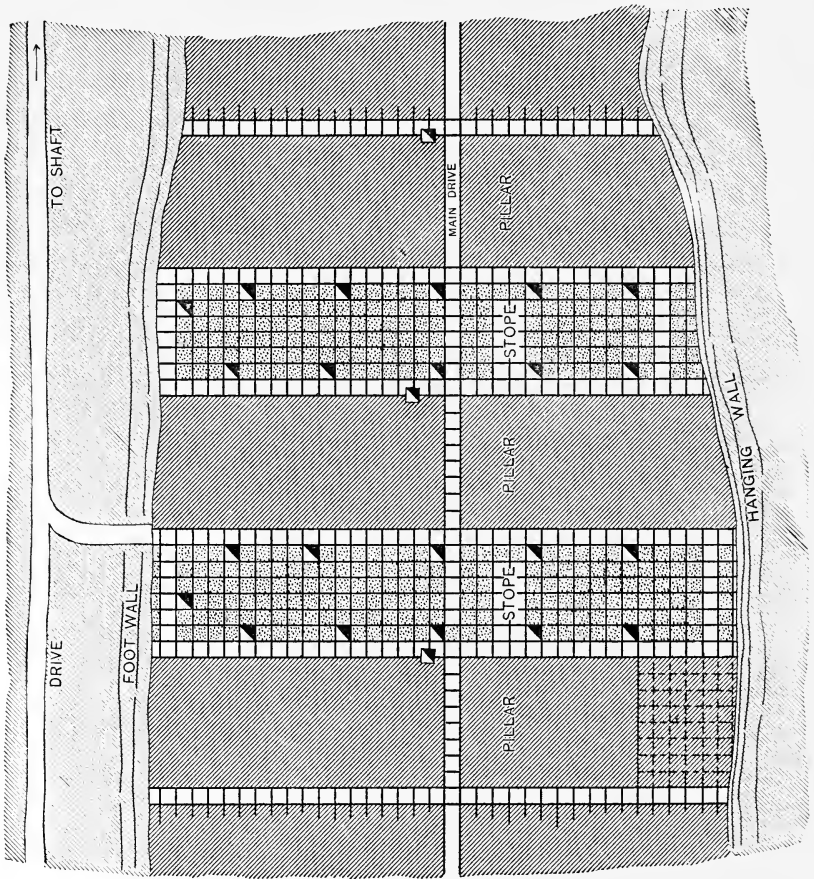 TO SHAFT
DRIVE
FOOT WALL
MAIN DRIVE
PILLAR
STOPE
PILLAR
STOPE
PILLAR
HANGING WALL